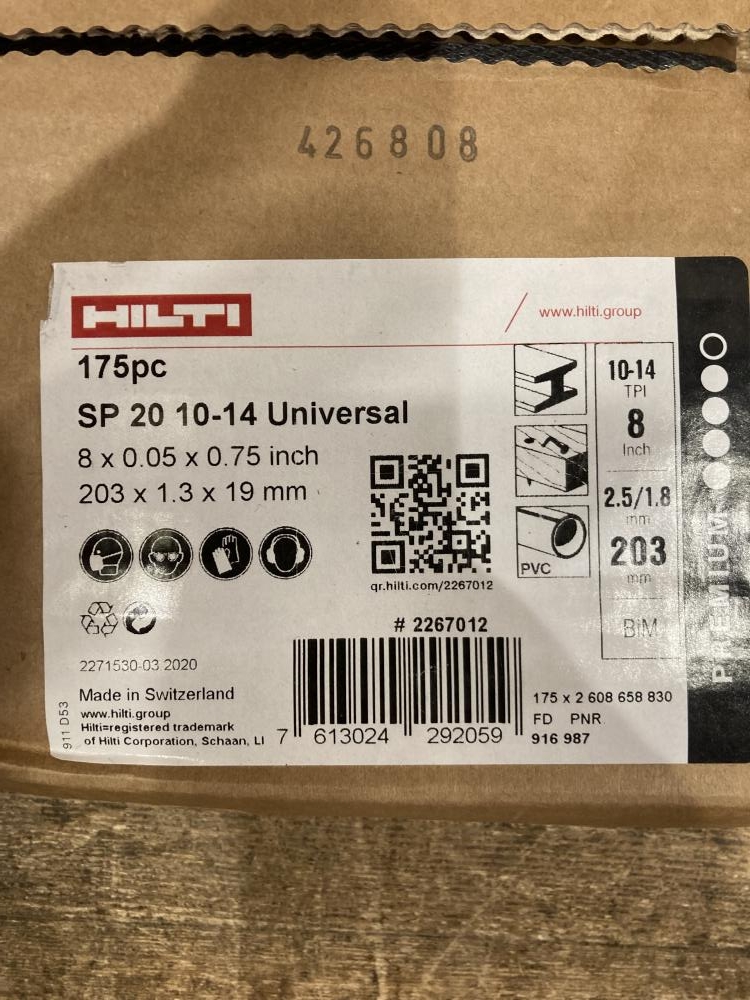 426808
HILTI
www.hilti.group
175pc
SP 20 10-14 Universal
8 x 0.05 x 0.75 inch
203 x 1.3 x 19 mm
qr.hilti.com/2267012
# 2267012
2271530-03.2020
Made in Switzerland
www.hilti.group
Hilti=registered trademark
of Hilti Corporation, Schaan, LI
911 D53
7 613024 292059
PVC
10-14
TPI
8
Inch
2.5/1.8
mm
203
mm
BiM
175 x 2 608 658 830
FD PNR
916 987
PREMIUM